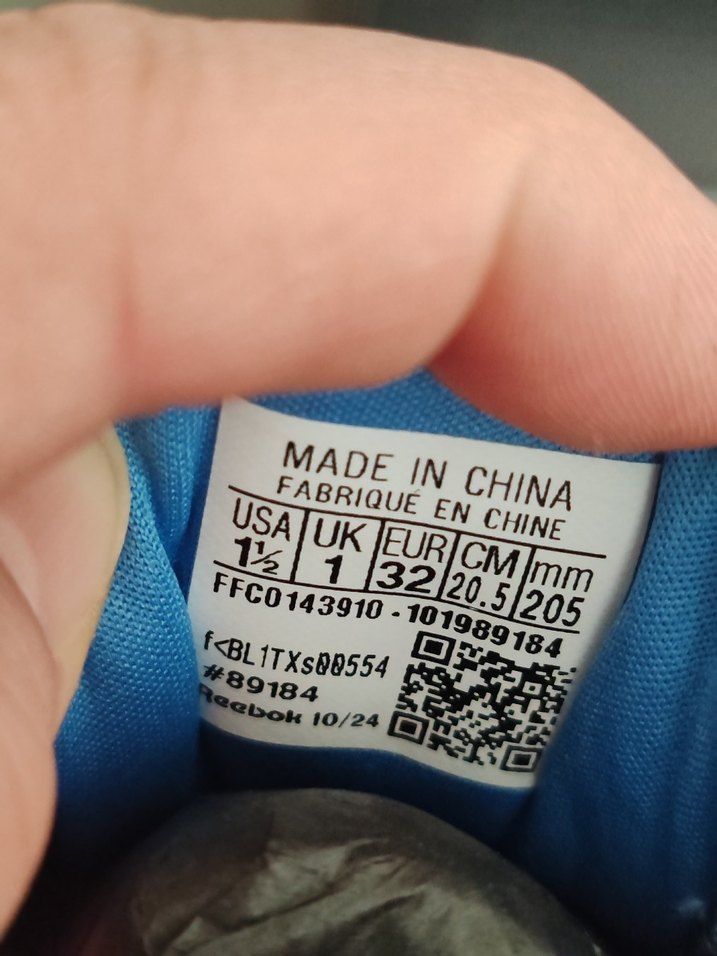 MADE IN CHINA
FABRIQUÉ EN CHINE
USA UK EUR CM mm
1½ 1 32 20.5 205
FFC0143910 - 101989184
f<BL1TXs00554
#89184
Reebok 10/24